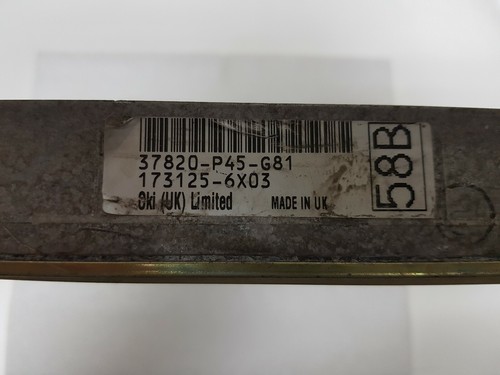 37820-P45-G81
173125-6X03
Oki (UK) Limited MADE IN UK
58B